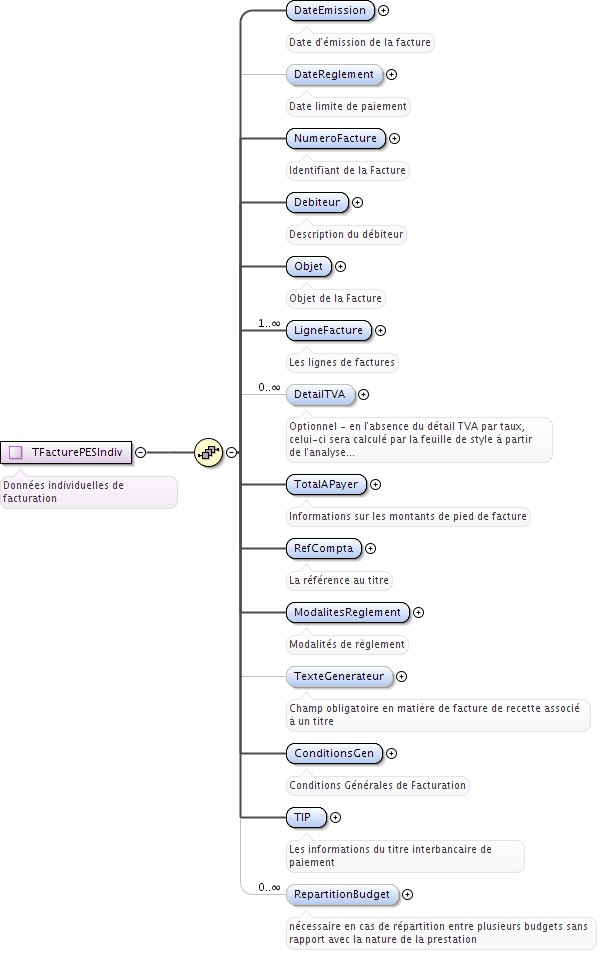 DateEmission
Date d'émission de la facture
DateReglement
Date limite de paiement
NumeroFacture
Identifiant de la Facture
Debiteur
Description du débiteur
Objet
Objet de la Facture
1..∞
LigneFacture
Les lignes de factures
0..∞
DetailTVA
Optionnel - en l'absence du détail TVA par taux,
celui-ci sera calculé par la feuille de style à partir
de l'analyse...
TFacturePESIndiv
Données individuelles de
facturation
TotalAPayer
Informations sur les montants de pied de facture
RefCompta
La référence au titre
ModalitesReglement
Modalités de règlement
TexteGenerateur
Champ obligatoire en matière de facture de recette associé
à un titre
ConditionsGen
Conditions Générales de Facturation
TIP
Les informations du titre interbancaire de
paiement
0..∞
RepartitionBudget
nécessaire en cas de répartition entre plusieurs budgets sans
rapport avec la nature de la prestation